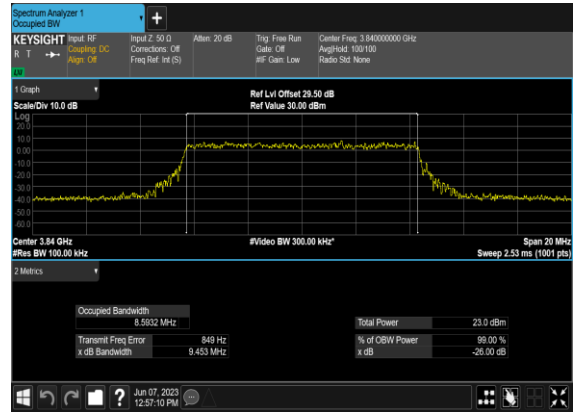 Spectrum Analyzer 1
Occupied BW
+
KEYSIGHT Input: RF Input Z: 50 Ω Atten: 20 dB Trig: Free Run Center Freq: 3.840000000 GHz
R T Coupling: DC Corrections: Off Gate: Off Avg|Hold: 100/100
Align: Off Freq Ref: Int (S) #IF Gain: Low Radio Std: None
1 Graph Ref Lvl Offset 29.50 dB
Scale/Div 10.0 dB Ref Value 30.00 dBm
Log
20.0
10.0
0.00
-10.0
-20.0
-30.0
-40.0
-50.0
-60.0
Center 3.84 GHz #Video BW 300.00 kHz* Span 20 MHz
#Res BW 100.00 kHz Sweep 2.53 ms (1001 pts)
2 Metrics
Occupied Bandwidth
8.5932 MHz Total Power 23.0 dBm
Transmit Freq Error 849 Hz % of OBW Power 99.00 %
x dB Bandwidth 9.453 MHz x dB -26.00 dB
? Jun 07, 2023
12:57:10 PM